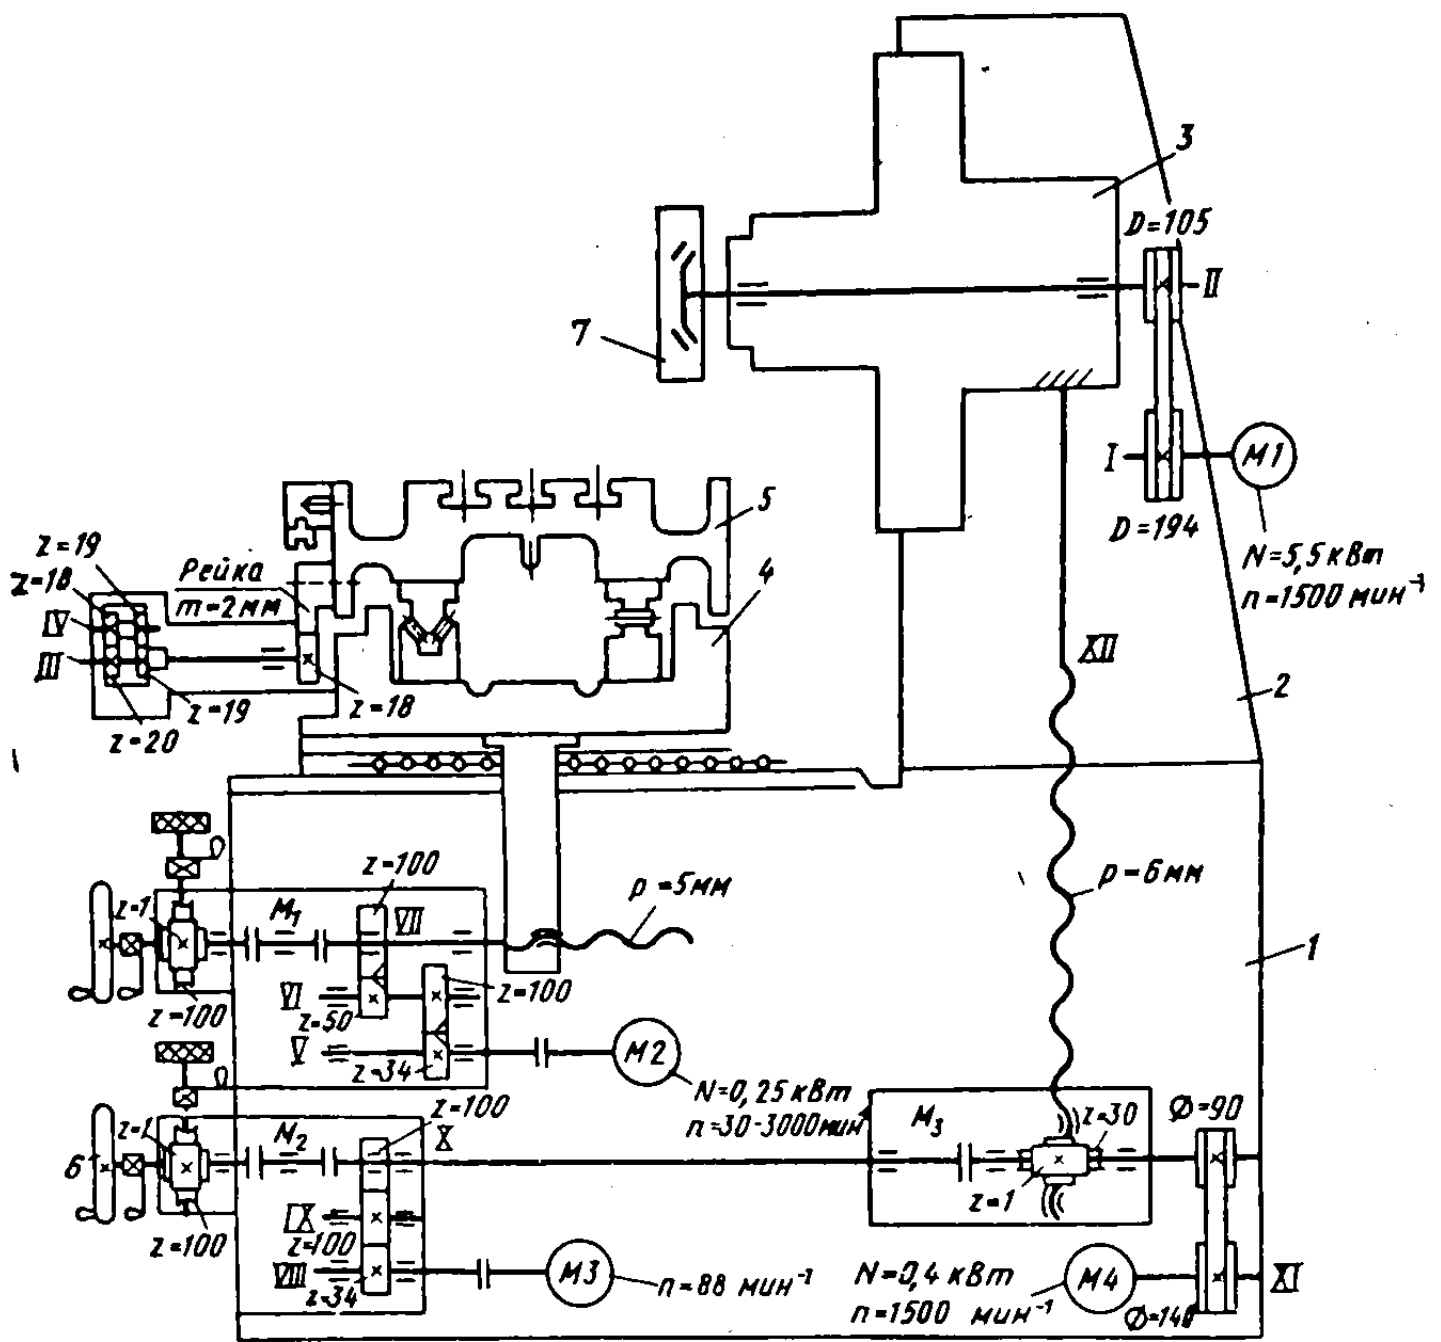 3
D=105
II
7
I
M1
D=194
N=5,5 кВт
n=1500 мин⁻¹
5
z=19
z=18
Рейка
m=2мм
4
IV
III
z=18
z=19
z=20
XII
2
z=100
p=5мм
p=6мм
z=1
M₁
VII
1
VI
z=50
z=100
z=100
V
z=34
M2
N=0,25 кВт
n=30-3000мин
z=100
X
M₃
z=30
Ø=90
z=1
M₂
6
z=1
IX
z=100
z=100
VIII
z=34
M3
n=88 мин⁻¹
N=0,4 кВт
n=1500 мин⁻¹
M4
XI
Ø=140